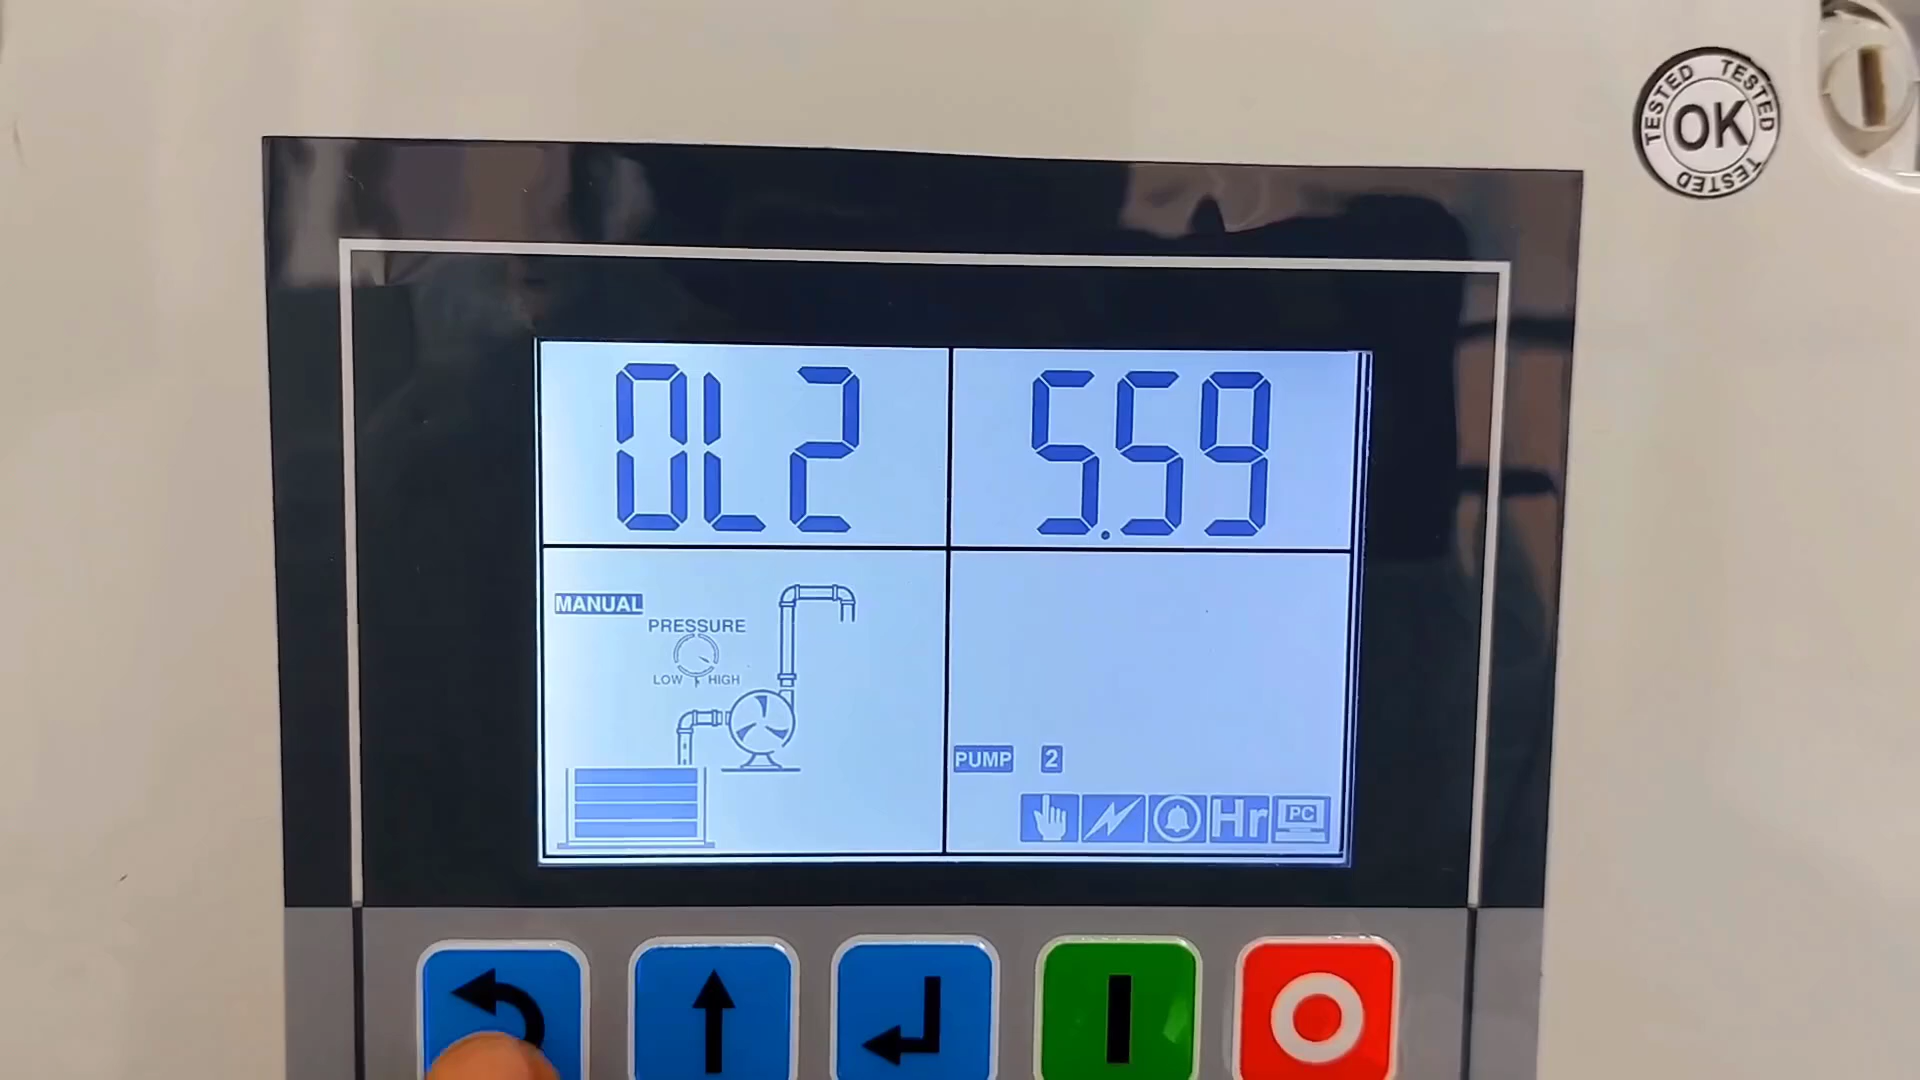 TESTED TESTED TESTED
OK
OL2
5.59
MANUAL
PRESSURE
LOW HIGH
PUMP 2
Hr
PC